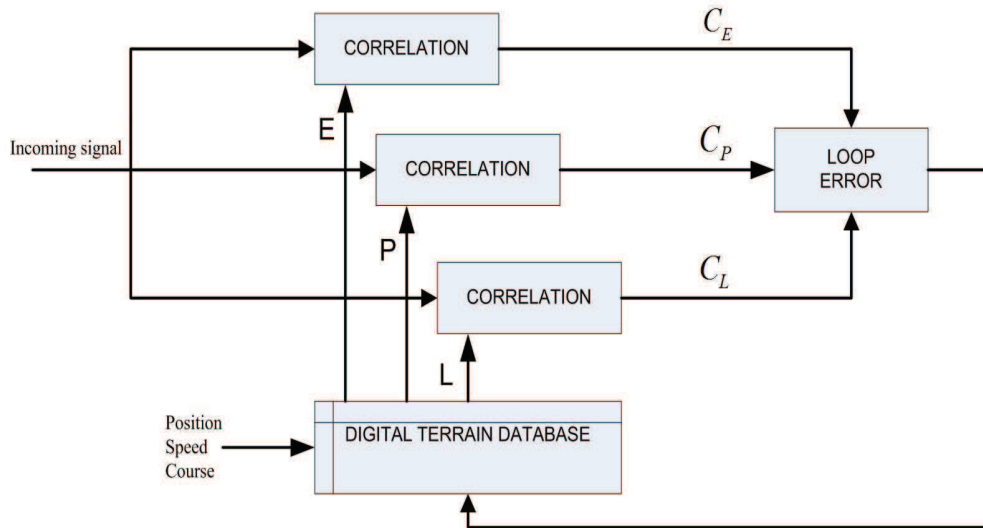 CORRELATION
C_E
E
Incoming signal
CORRELATION
C_P
LOOP
ERROR
P
CORRELATION
C_L
L
Position
Speed
Course
DIGITAL TERRAIN DATABASE